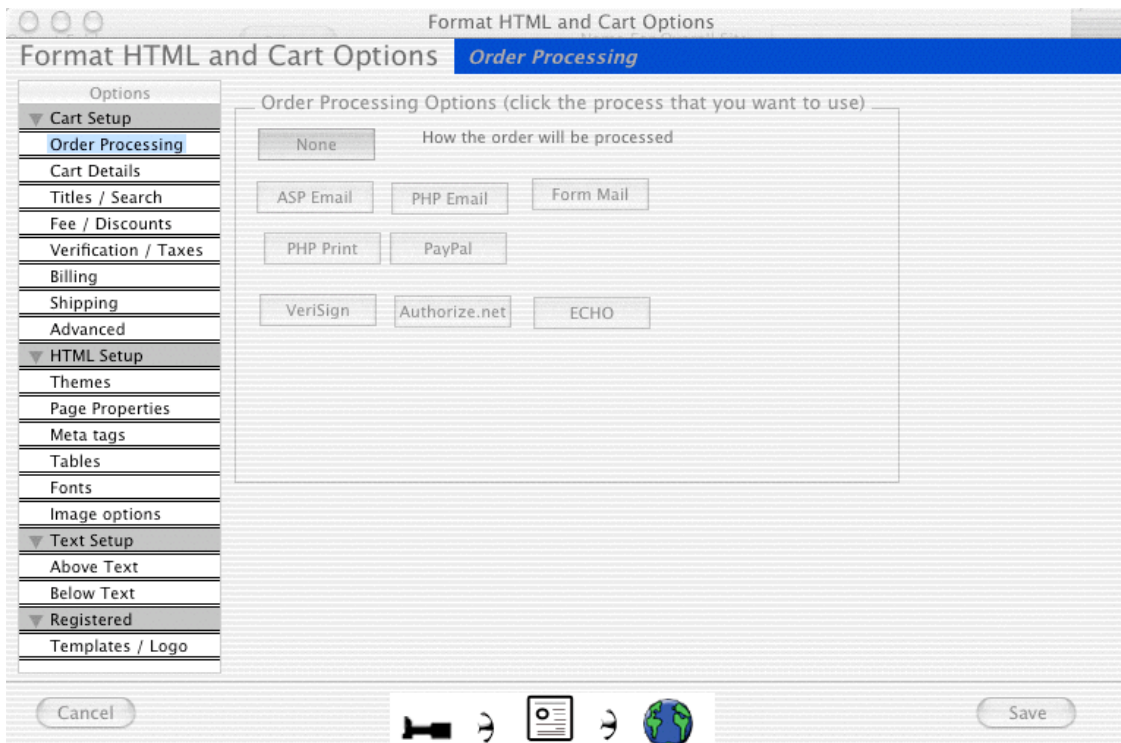 Format HTML and Cart Options
Format HTML and Cart Options
Order Processing
Options
Cart Setup
Order Processing
Cart Details
Titles / Search
Fee / Discounts
Verification / Taxes
Billing
Shipping
Advanced
HTML Setup
Themes
Page Properties
Meta tags
Tables
Fonts
Image options
Text Setup
Above Text
Below Text
Registered
Templates / Logo
Order Processing Options (click the process that you want to use)
None
How the order will be processed
ASP Email
PHP Email
Form Mail
PHP Print
PayPal
VeriSign
Authorize.net
ECHO
Cancel
Save